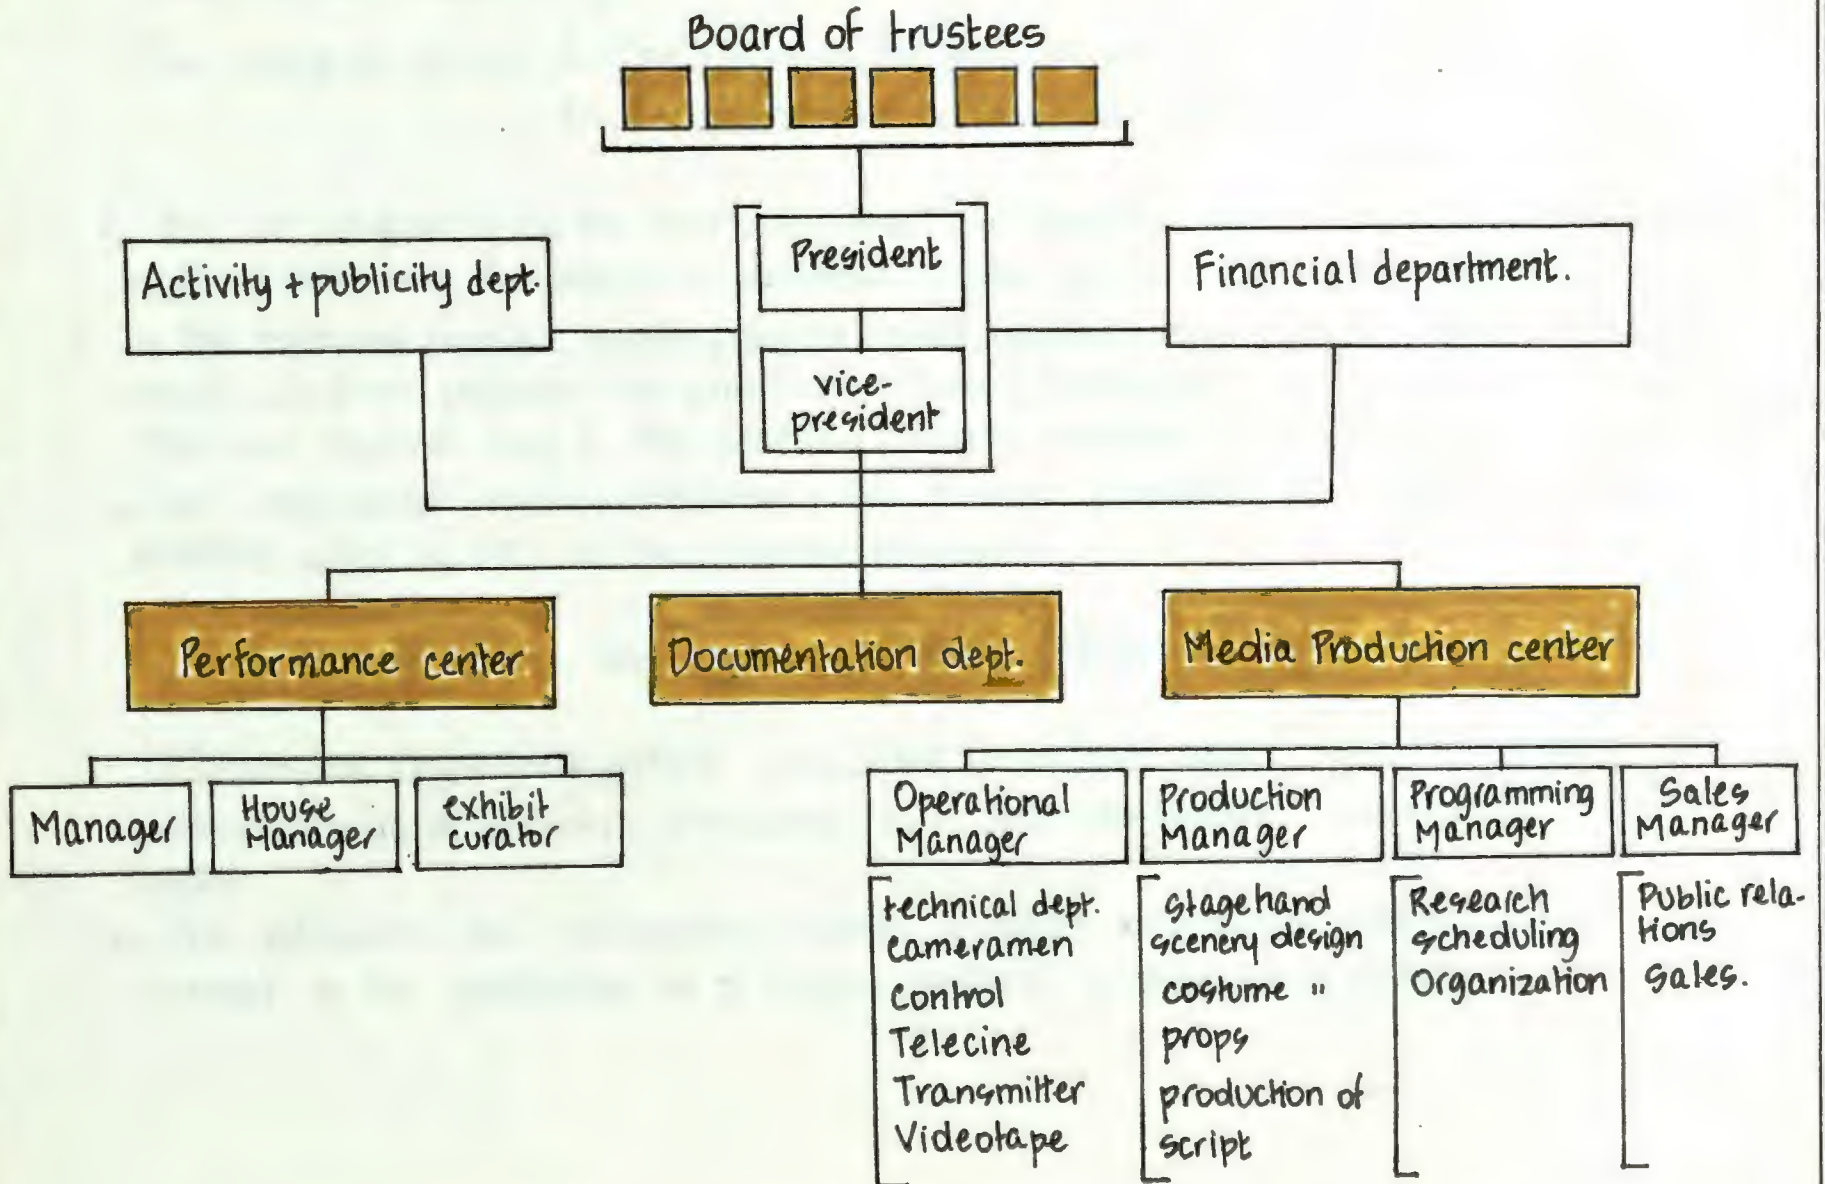 Board of trustees
President
Activity + publicity dept.
Financial department.
vice-
president
Performance center
Documentation dept.
Media Production center
Manager
House
Manager
exhibit
curator
Operational
Manager
Production
Manager
Programming
Manager
Sales
Manager
technical dept.
cameramen
control
Telecine
Transmitter
Videotape
stagehand
scenery design
costume "
props
production of
script
Research
scheduling
Organization
Public rela-
tions
sales.